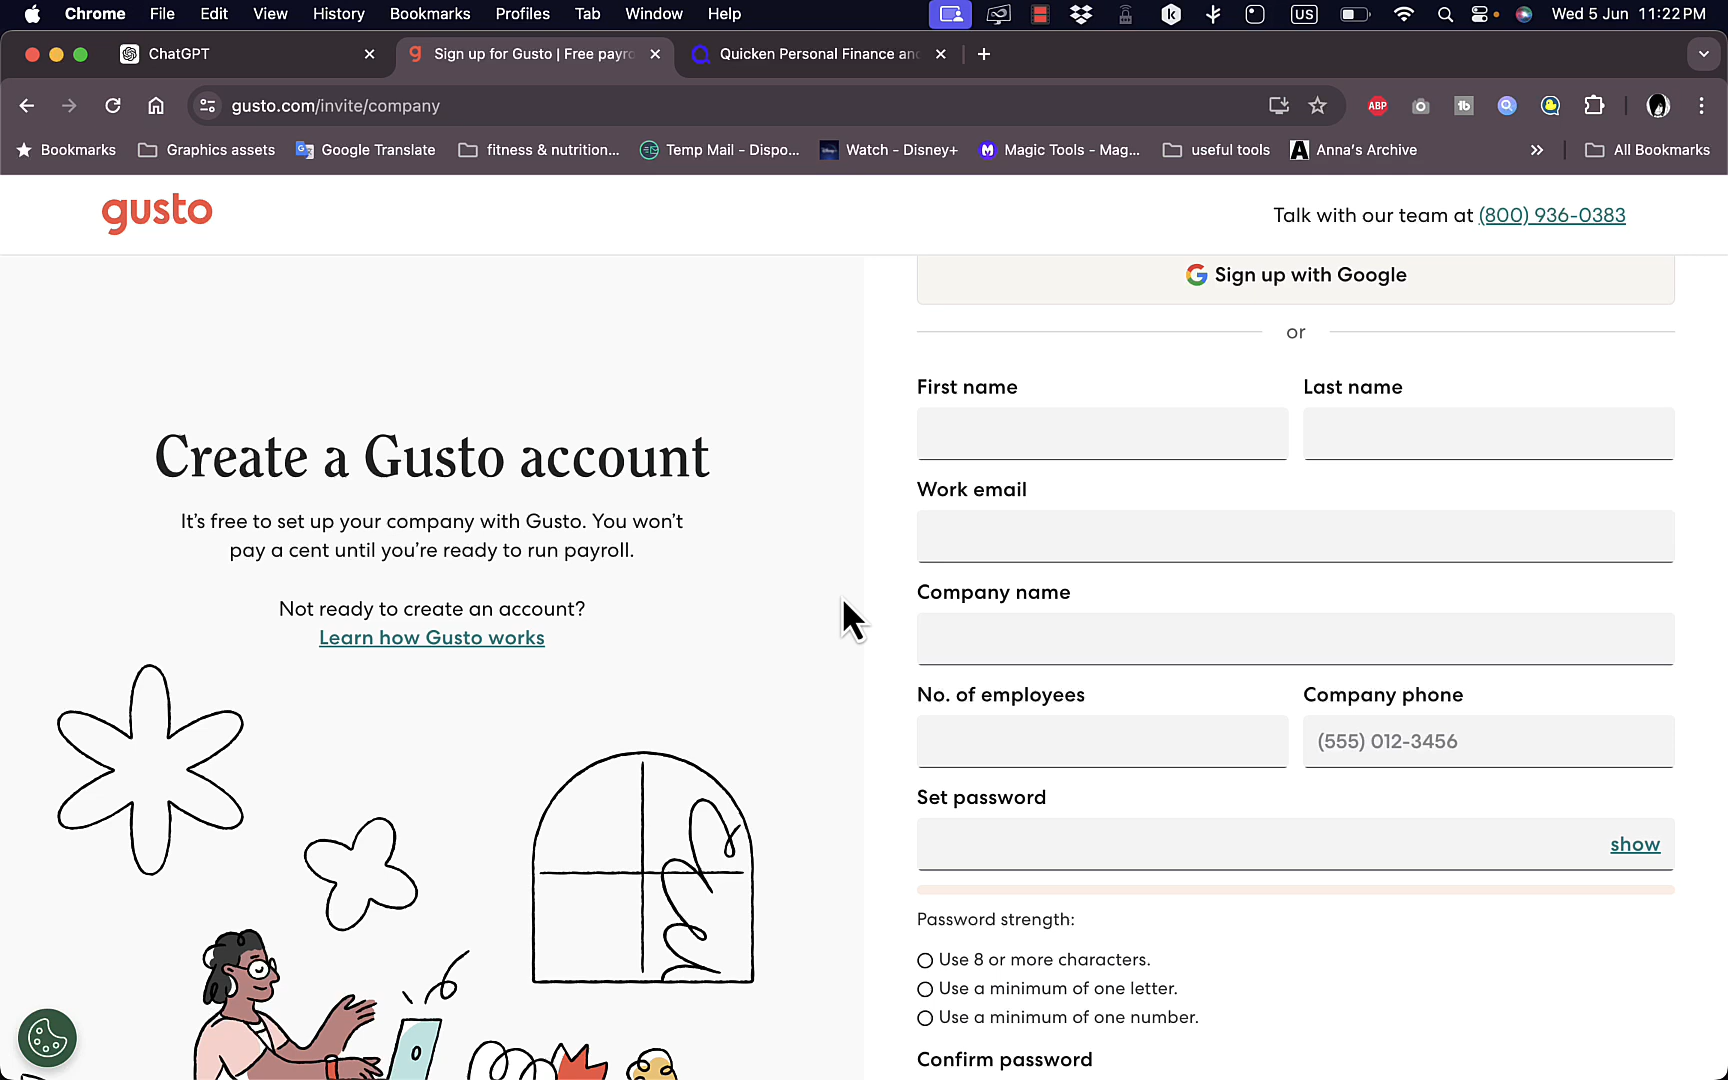 Chrome File Edit View History Bookmarks Profiles Tab Window Help US Wed 5 Jun 11:22 PM
ChatGPT Sign up for Gusto | Free payro Quicken Personal Finance and
gusto.com/invite/company ABP tb
Bookmarks Graphics assets Google Translate fitness & nutrition... Temp Mail - Dispo... Watch - Disney+ Magic Tools - Mag... useful tools Anna's Archive All Bookmarks
gusto
Talk with our team at (800) 936-0383
Sign up with Google
or
First name Last name
Work email
Company name
No. of employees Company phone
(555) 012-3456
Set password
show
Password strength:
Use 8 or more characters.
Use a minimum of one letter.
Use a minimum of one number.
Confirm password
Create a Gusto account
It's free to set up your company with Gusto. You won't
pay a cent until you're ready to run payroll.
Not ready to create an account?
Learn how Gusto works